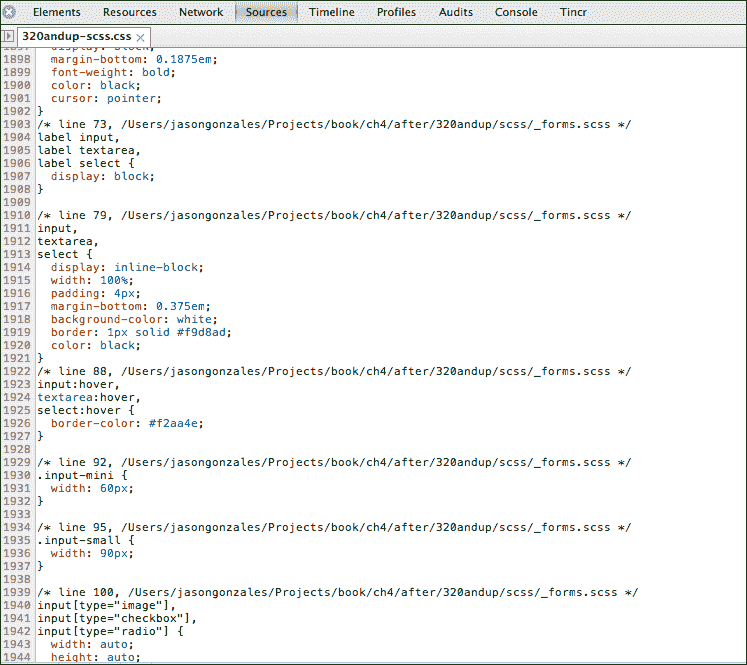 Elements Resources Network Sources Timeline Profiles Audits Console Tincr
320andup-scss.css
1897 display: block;
1898 margin-bottom: 0.1875em;
1899 font-weight: bold;
1900 color: black;
1901 cursor: pointer;
1902 }
1903 /* line 73, /Users/jasongonzales/Projects/book/ch4/after/320andup/scss/_forms.scss */
1904 label input,
1905 label textarea,
1906 label select {
1907 display: block;
1908 }
1909
1910 /* line 79, /Users/jasongonzales/Projects/book/ch4/after/320andup/scss/_forms.scss */
1911 input,
1912 textarea,
1913 select {
1914 display: inline-block;
1915 width: 100%;
1916 padding: 4px;
1917 margin-bottom: 0.375em;
1918 background-color: white;
1919 border: 1px solid #f9d8ad;
1920 color: black;
1921 }
1922 /* line 88, /Users/jasongonzales/Projects/book/ch4/after/320andup/scss/_forms.scss */
1923 input:hover,
1924 textarea:hover,
1925 select:hover {
1926 border-color: #f2aa4e;
1927 }
1928
1929 /* line 92, /Users/jasongonzales/Projects/book/ch4/after/320andup/scss/_forms.scss */
1930 .input-mini {
1931 width: 60px;
1932 }
1933
1934 /* line 95, /Users/jasongonzales/Projects/book/ch4/after/320andup/scss/_forms.scss */
1935 .input-small {
1936 width: 90px;
1937 }
1938
1939 /* line 100, /Users/jasongonzales/Projects/book/ch4/after/320andup/scss/_forms.scss */
1940 input[type="image"],
1941 input[type="checkbox"],
1942 input[type="radio"] {
1943 width: auto;
1944 height: auto;